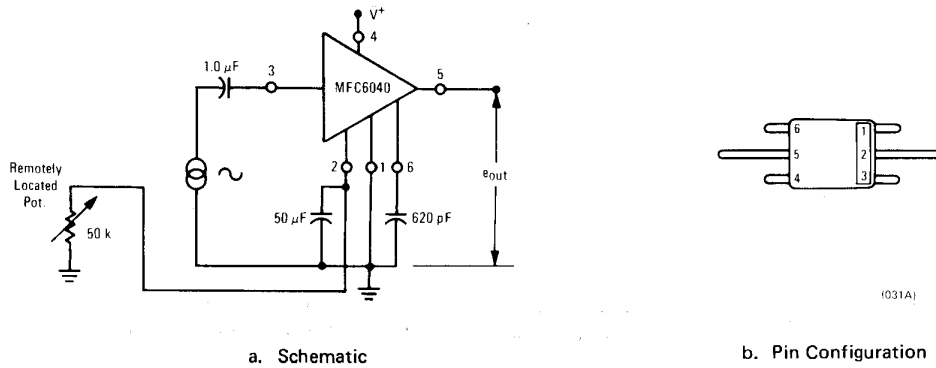 V+
4
1.0 μF
3
MFC6040
5
2
1
6
Remotely
Located
Pot.
50 k
50 μF
620 pF
eout
6
1
5
2
4
3
(031A)
a. Schematic
b. Pin Configuration